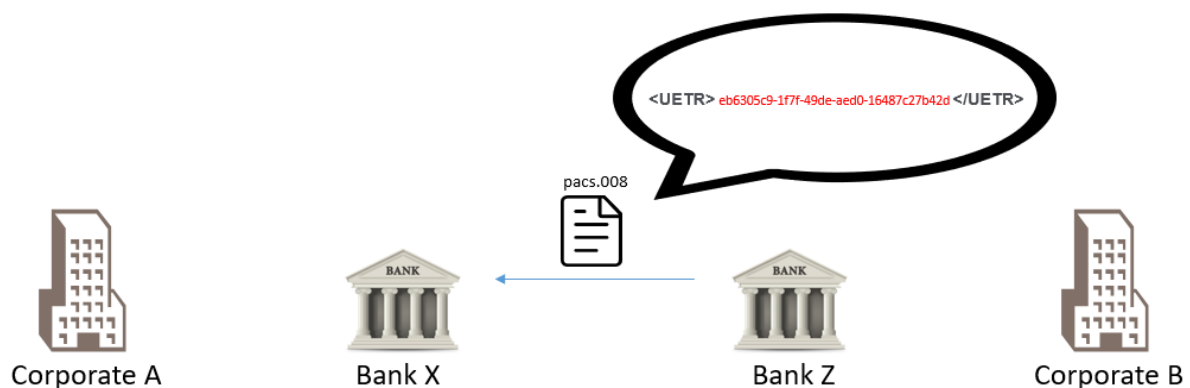 <UETR> eb6305c9-1f7f-49de-aed0-16487c27b42d </UETR>
pacs.008
BANK
BANK
Corporate A
Bank X
Bank Z
Corporate B